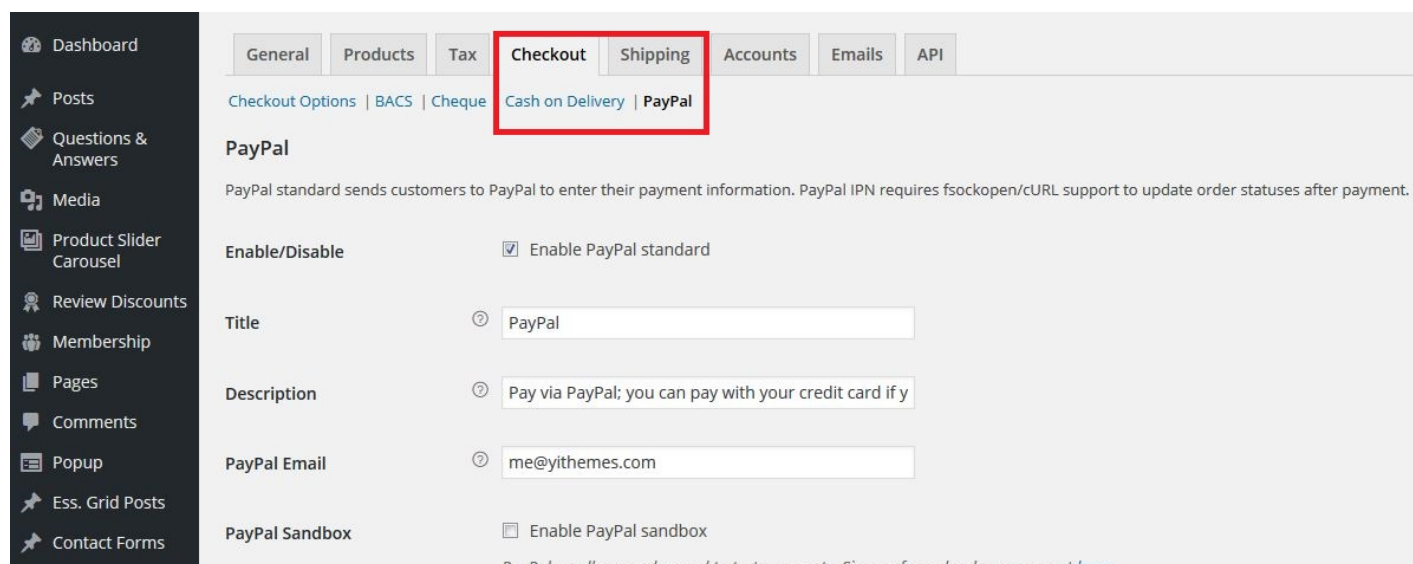 Dashboard
Posts
Questions &
Answers
Media
Product Slider
Carousel
Review Discounts
Membership
Pages
Comments
Popup
Ess. Grid Posts
Contact Forms
General Products Tax Checkout Shipping Accounts Emails API
Checkout Options | BACS | Cheque Cash on Delivery | PayPal
PayPal
PayPal standard sends customers to PayPal to enter their payment information. PayPal IPN requires fsockopen/cURL support to update order statuses after payment.
Enable/Disable Enable PayPal standard
Title ? PayPal
Description ? Pay via PayPal; you can pay with your credit card if y
PayPal Email ? me@yithemes.com
PayPal Sandbox Enable PayPal sandbox